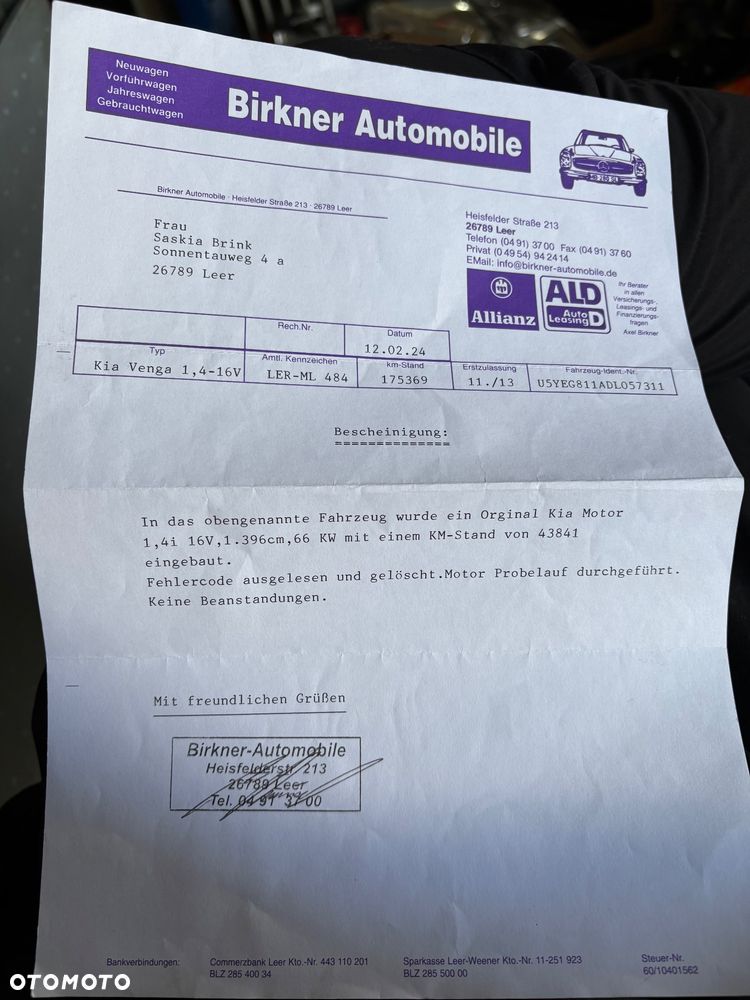 Neuwagen
Vorführwagen
Jahreswagen
Gebrauchtwagen
Birkner Automobile
Birkner Automobile · Heisfelder Straße 213 · 26789 Leer
Frau
Saskia Brink
Sonnentauweg 4 a
26789 Leer
Heisfelder Straße 213
26789 Leer
Telefon (04 91) 37 00 Fax (04 91) 37 60
Privat (0 49 54) 94 24 14
EMail: info@birkner-automobile.de
Allianz
ALD
Auto
Leasing D
Ihr Berater
in allen
Versicherungs-,
Leasings- und
Finanzierungs-
fragen
Axel Birkner
Rech.Nr.
Datum
12.02.24
Typ
Amtl. Kennzeichen
km-Stand
Erstzulassung
Fahrzeug-Ident.-Nr.
Kia Venga 1,4-16V
LER-ML 484
175369
11./13
U5YEG811ADL057311
Bescheinigung:
==============
In das obengenannte Fahrzeug wurde ein Orginal Kia Motor
1,4i 16V,1.396cm,66 KW mit einem KM-Stand von 43841
eingebaut.
Fehlercode ausgelesen und gelöscht.Motor Probelauf durchgeführt.
Keine Beanstandungen.
Mit freundlichen Grüßen
Birkner-Automobile
Heisfelderstr. 213
26789 Leer
Tel. 04 91 37 00
Bankverbindungen:
Commerzbank Leer Kto.-Nr. 443 110 201
BLZ 285 400 34
Sparkasse Leer-Weener Kto.-Nr. 11-251 923
BLZ 285 500 00
Steuer-Nr.
60/10401562
OTOMOTO